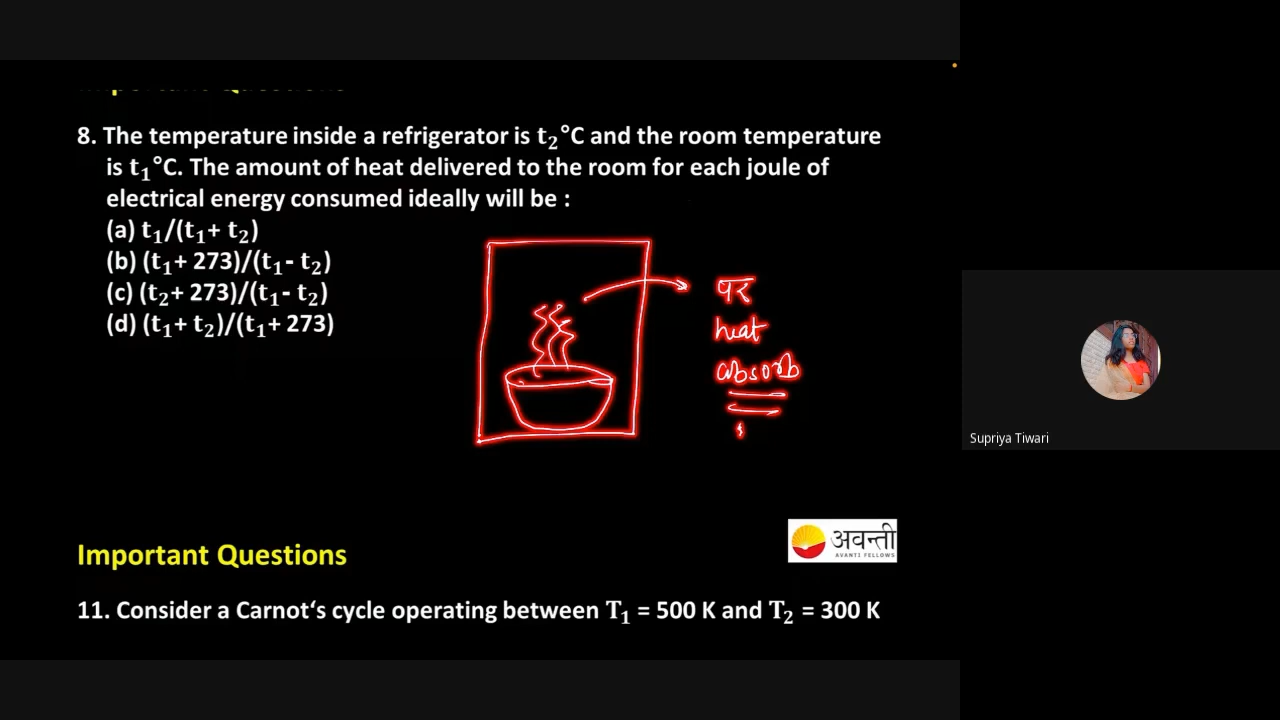 8. The temperature inside a refrigerator is t₂°C and the room temperature
is t₁°C. The amount of heat delivered to the room for each joule of
electrical energy consumed ideally will be :
(a) t₁/(t₁+ t₂)
(b) (t₁+ 273)/(t₁- t₂)
(c) (t₂+ 273)/(t₁- t₂)
(d) (t₁+ t₂)/(t₁+ 273)
पर
heat
absorb
अवन्ती
AVANTI FELLOWS
Important Questions
11. Consider a Carnot‘s cycle operating between T₁ = 500 K and T₂ = 300 K
Supriya Tiwari